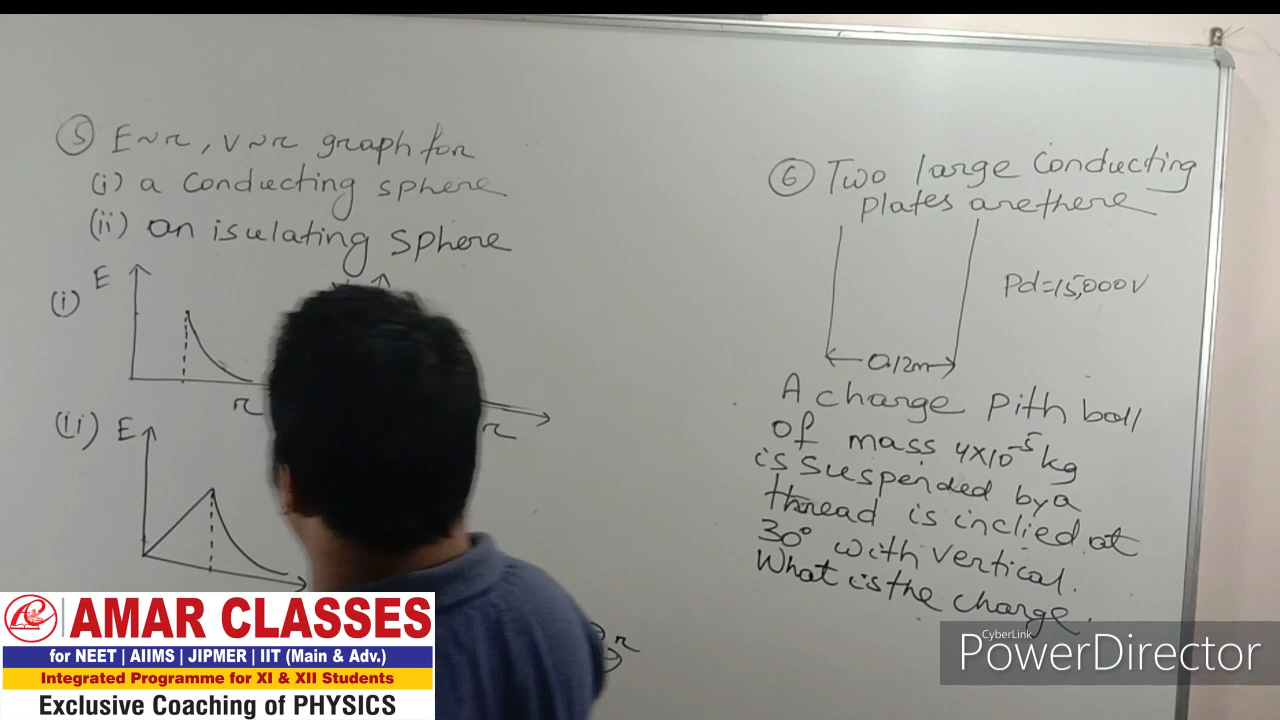 ⑤ E~r, V~r graph for
(i) a conducting sphere
(ii) an isulating sphere
(i) E
r
r
(ii) E
r
⑥ Two large conducting
plates are there
Pd=15,000V
0.12m
A charge pith ball
of mass 4×10⁻⁵ kg
is suspended by a
thread is inclied at
30° with vertical.
What is the charge.
AMAR CLASSES
for NEET | AIIMS | JIPMER | IIT (Main & Adv.)
Integrated Programme for XI & XII Students
Exclusive Coaching of PHYSICS
CyberLink
PowerDirector